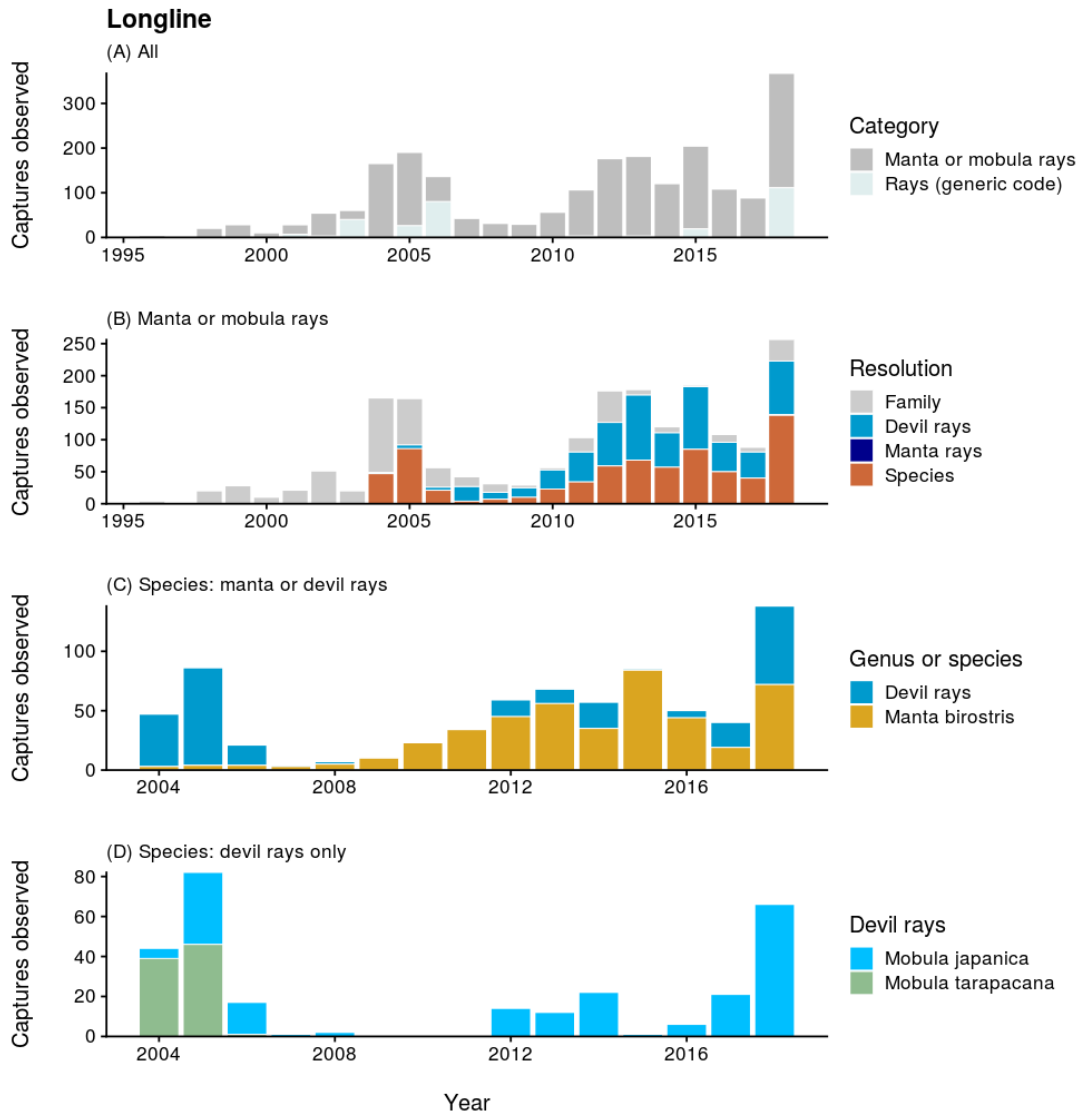 Longline
(A) All
Captures observed
300
200
100
0
1995
2000
2005
2010
2015
Category
Manta or mobula rays
Rays (generic code)
(B) Manta or mobula rays
Captures observed
250
200
150
100
50
0
1995
2000
2005
2010
2015
Resolution
Family
Devil rays
Manta rays
Species
(C) Species: manta or devil rays
Captures observed
100
50
0
2004
2008
2012
2016
Genus or species
Devil rays
Manta birostris
(D) Species: devil rays only
Captures observed
80
60
40
20
0
2004
2008
2012
2016
Devil rays
Mobula japanica
Mobula tarapacana
Year